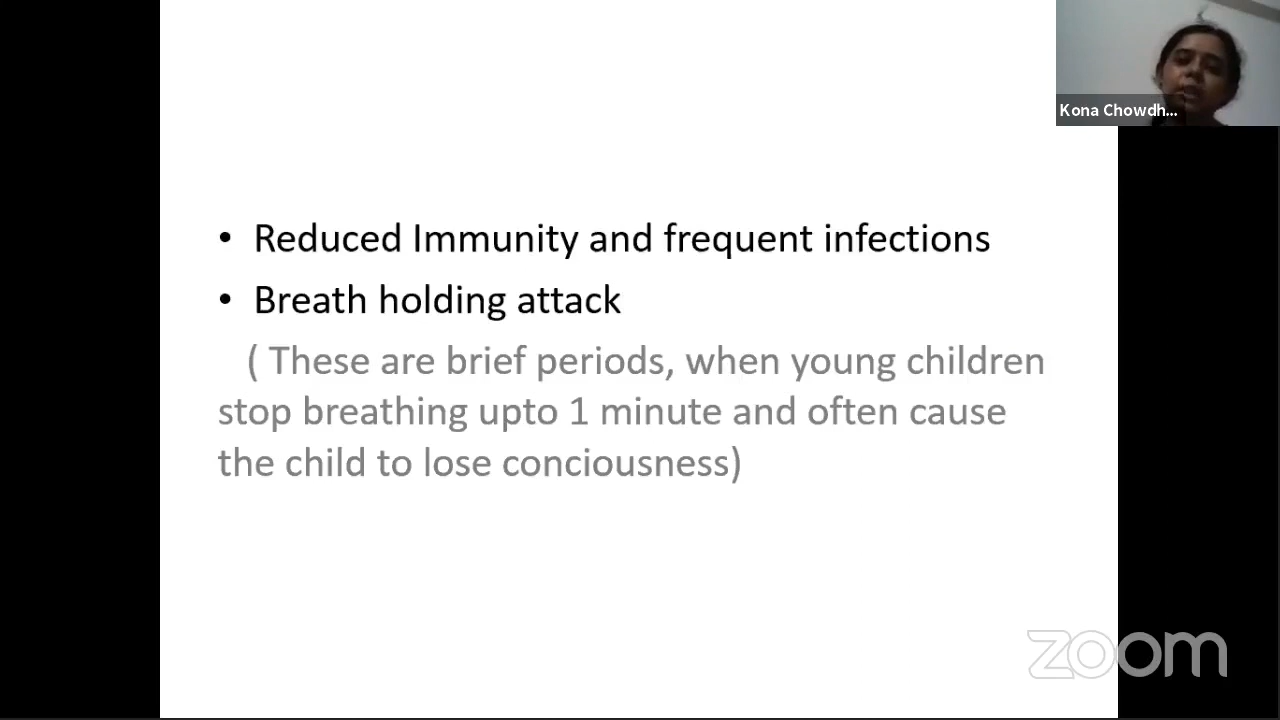 Kona Chowdh...
• Reduced Immunity and frequent infections
• Breath holding attack
( These are brief periods, when young children
stop breathing upto 1 minute and often cause
the child to lose conciousness)
zoom